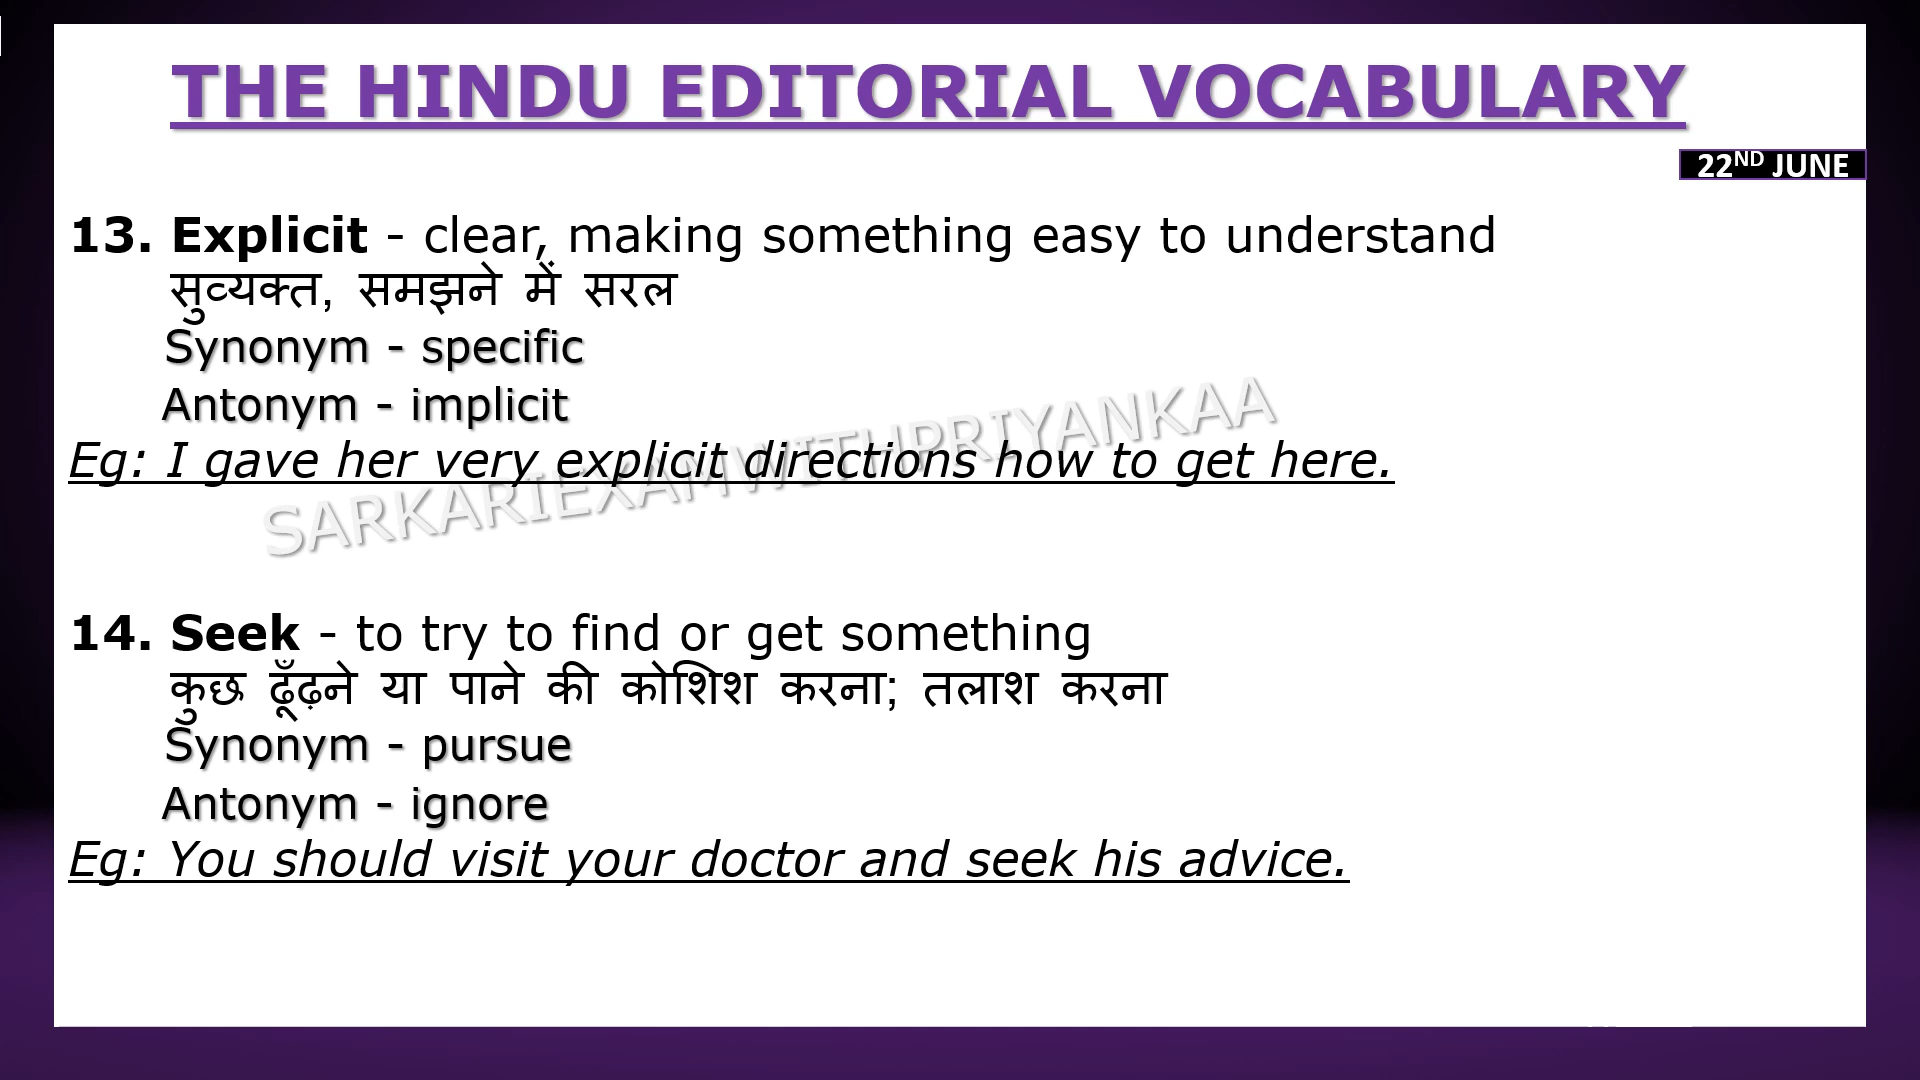 THE HINDU EDITORIAL VOCABULARY
22ND JUNE
13. Explicit - clear, making something easy to understand
सुव्यक्त, समझने में सरल
Synonym - specific
Antonym - implicit
Eg: I gave her very explicit directions how to get here.
SARKARIEXAMWITHPRIYANKAA
14. Seek - to try to find or get something
कुछ ढूँढ़ने या पाने की कोशिश करना; तलाश करना
Synonym - pursue
Antonym - ignore
Eg: You should visit your doctor and seek his advice.